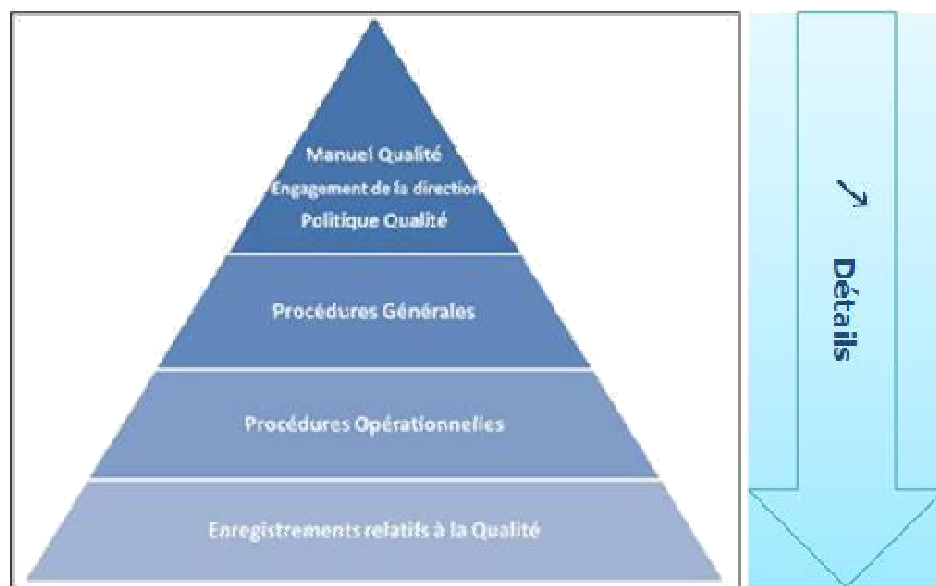 Manuel Qualité
Engagement de la direction
Politique Qualité
Procédures Générales
Procédures Opérationnelles
Enregistrements relatifs à la Qualité
↗ Détails